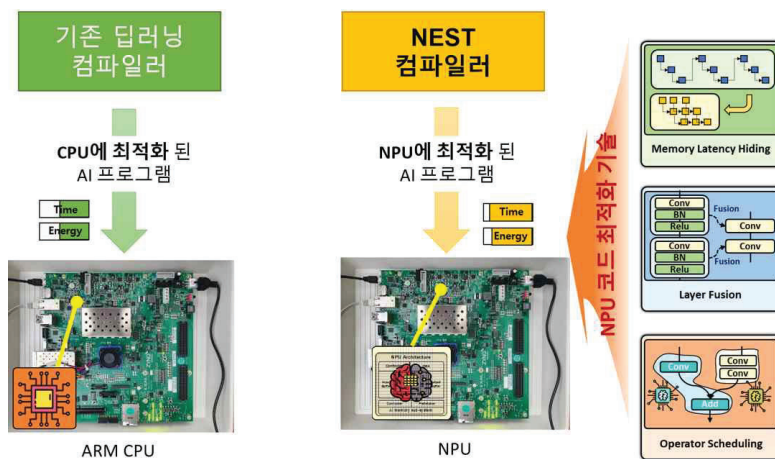 기존 딥러닝
컴파일러
CPU에 최적화 된
AI 프로그램
Time
Energy
ARM CPU
NEST
컴파일러
NPU에 최적화 된
AI 프로그램
Time
Energy
NPU Architecture
NPU
NPU 코드 최적화 기술
Memory Latency Hiding
Conv
BN
Relu
Conv
BN
Relu
Fusion
Fusion
Conv
Conv
Layer Fusion
Conv
Conv
Conv
Add
Operator Scheduling